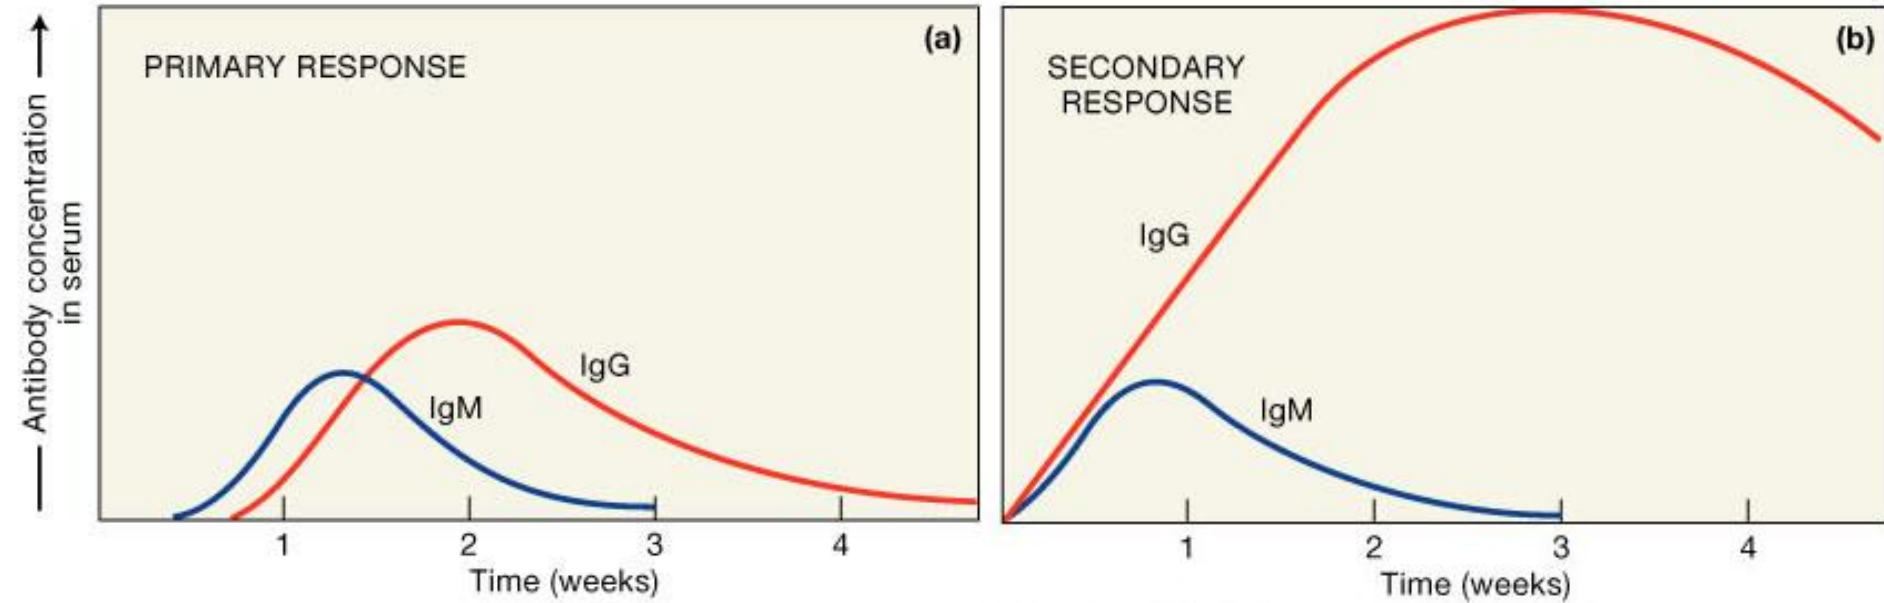 Antibody concentration
in serum
PRIMARY RESPONSE
(a)
IgG
IgM
1 2 3 4
Time (weeks)
SECONDARY
RESPONSE
(b)
IgG
IgM
1 2 3 4
Time (weeks)